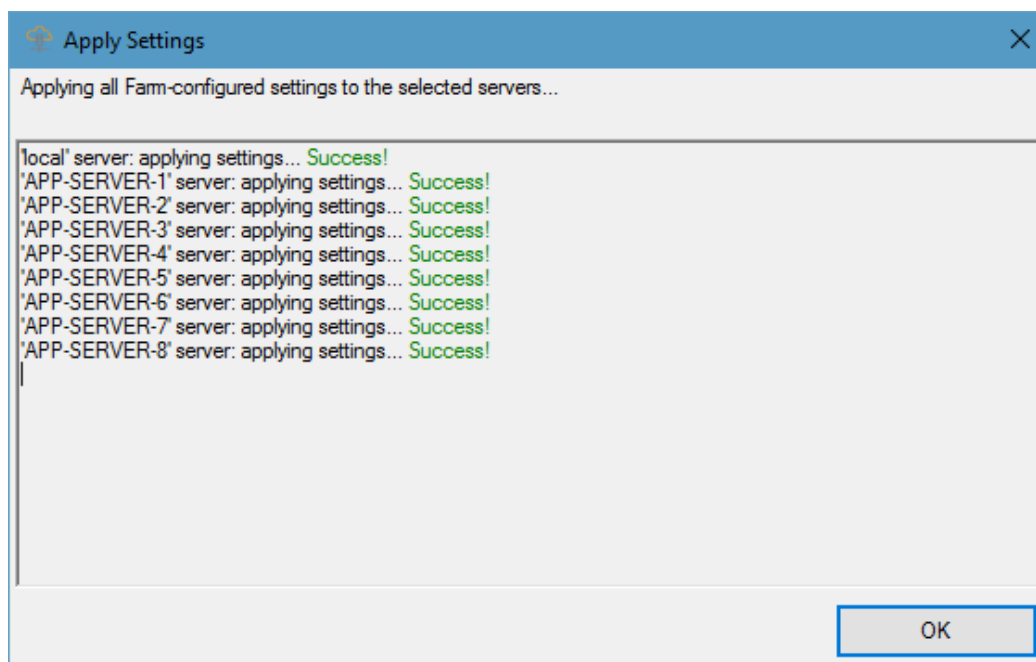 Apply Settings
Applying all Farm-configured settings to the selected servers...
'local' server: applying settings... Success!
'APP-SERVER-1' server: applying settings... Success!
'APP-SERVER-2' server: applying settings... Success!
'APP-SERVER-3' server: applying settings... Success!
'APP-SERVER-4' server: applying settings... Success!
'APP-SERVER-5' server: applying settings... Success!
'APP-SERVER-6' server: applying settings... Success!
'APP-SERVER-7' server: applying settings... Success!
'APP-SERVER-8' server: applying settings... Success!
OK